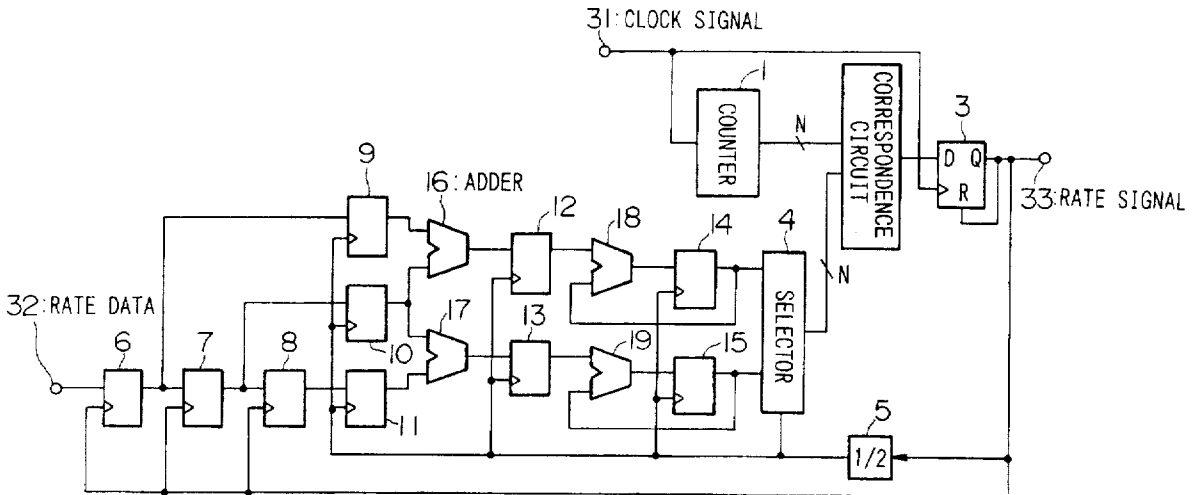 31:CLOCK SIGNAL
1
COUNTER
N
CORRESPONDENCE
CIRCUIT
3
D Q
R
33:RATE SIGNAL
9
16:ADDER
12
18
14
4
SELECTOR
N
32:RATE DATA
6
7
8
10
17
13
19
15
11
5
1/2